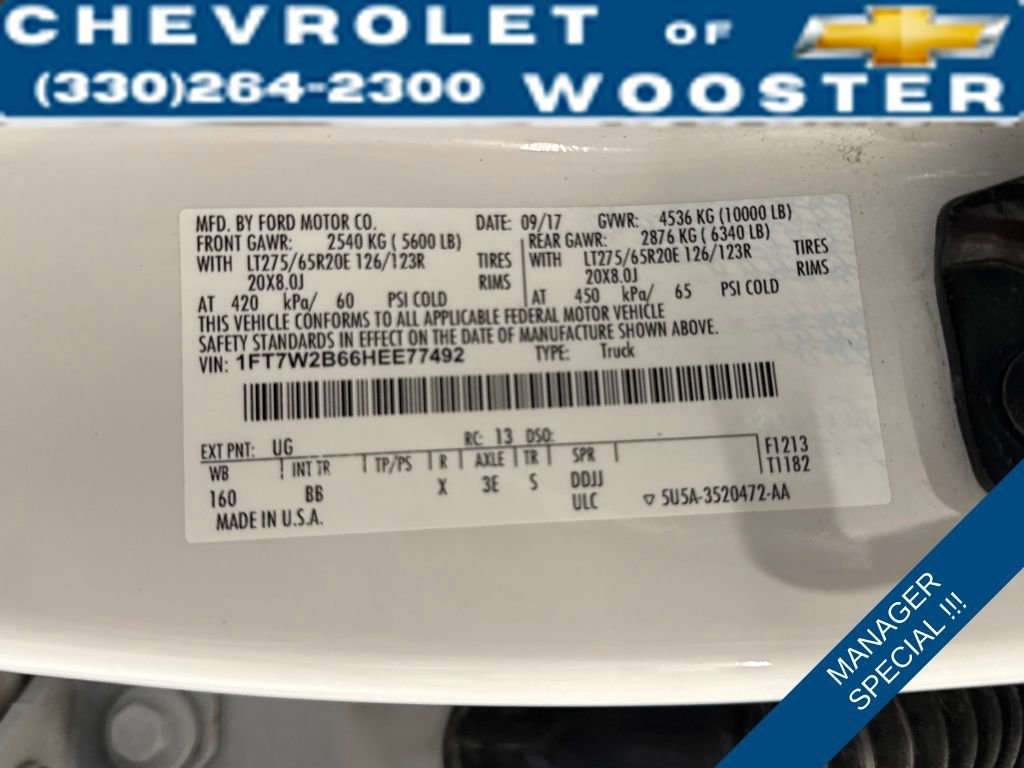 CHEVROLET OF
(330)264-2300 WOOSTER
MFD. BY FORD MOTOR CO. DATE: 09/17 GVWR: 4536 KG (10000 LB)
FRONT GAWR: 2540 KG ( 5600 LB) REAR GAWR: 2876 KG ( 6340 LB)
WITH LT275/65R20E 126/123R TIRES WITH LT275/65R20E 126/123R TIRES
20X8.0J RIMS 20X8.0J RIMS
AT 420 kPa/ 60 PSI COLD AT 450 kPa/ 65 PSI COLD
THIS VEHICLE CONFORMS TO ALL APPLICABLE FEDERAL MOTOR VEHICLE
SAFETY STANDARDS IN EFFECT ON THE DATE OF MANUFACTURE SHOWN ABOVE.
VIN: 1FT7W2B66HEE77492 TYPE: Truck
EXT PNT: UG RC: 13 DSO: F1213
WB INT TR TP/PS R AXLE TR SPR T1182
160 BB X 3E S DDJJ
ULC 5U5A-3520472-AA
MADE IN U.S.A.
MANAGER
SPECIAL !!!